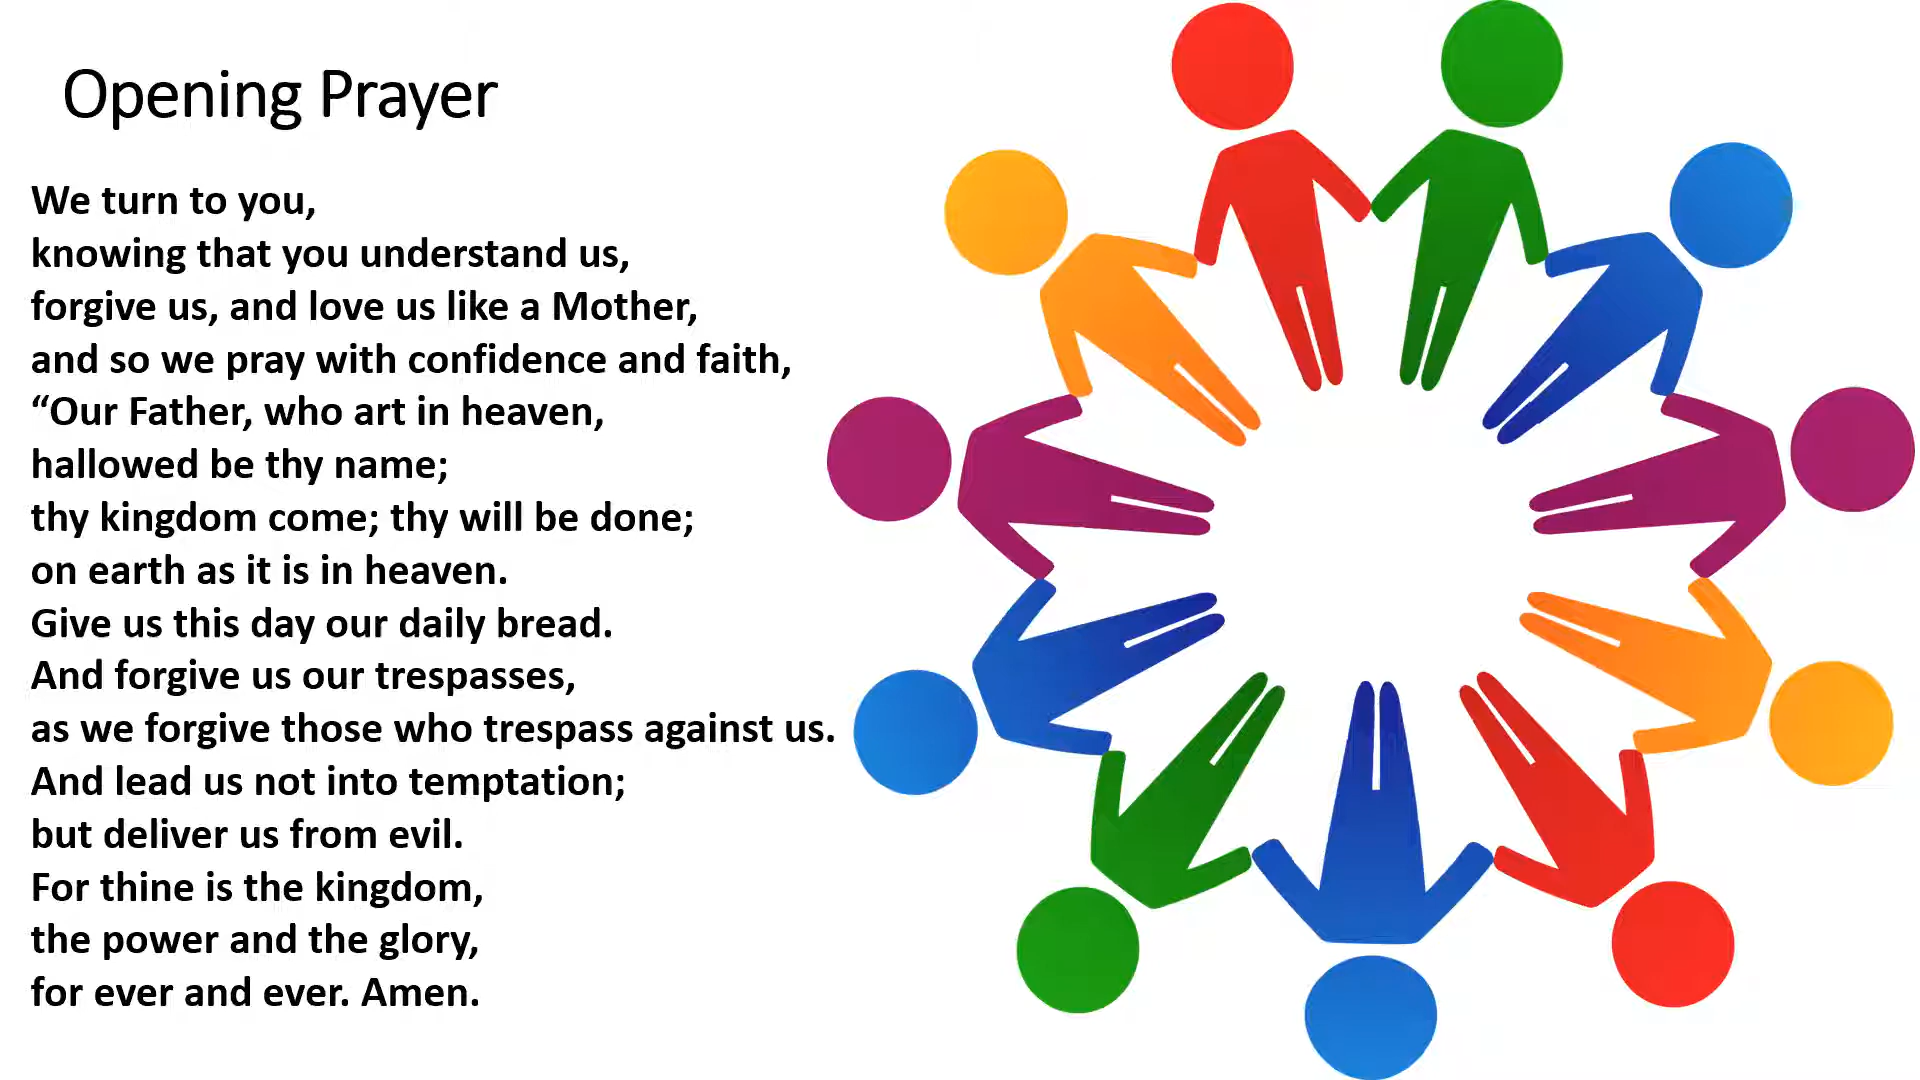 Opening Prayer
We turn to you,
knowing that you understand us,
forgive us, and love us like a Mother,
and so we pray with confidence and faith,
“Our Father, who art in heaven,
hallowed be thy name;
thy kingdom come; thy will be done;
on earth as it is in heaven.
Give us this day our daily bread.
And forgive us our trespasses,
as we forgive those who trespass against us.
And lead us not into temptation;
but deliver us from evil.
For thine is the kingdom,
the power and the glory,
for ever and ever. Amen.